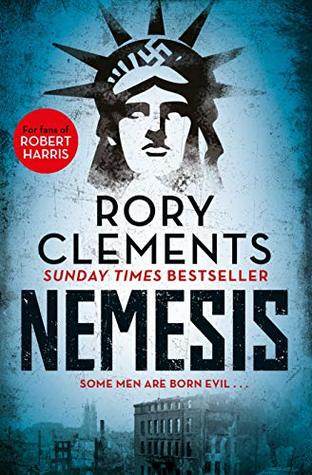 For fans of
ROBERT
HARRIS
RORY
CLEMENTS
SUNDAY TIMES BESTSELLER
NEMESIS
SOME MEN ARE BORN EVIL . . .